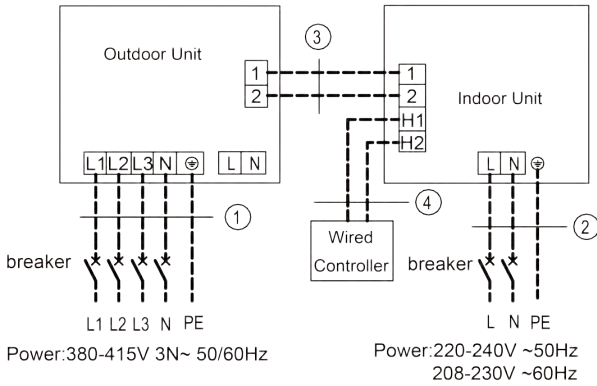 Outdoor Unit
1
2
L1 L2 L3 N
L N
1
3
1
2
H1
H2
Indoor Unit
L N
4
2
Wired
Controller
breaker
L1 L2 L3 N PE
Power:380-415V 3N~ 50/60Hz
breaker
L N PE
Power:220-240V ~50Hz
208-230V ~60Hz